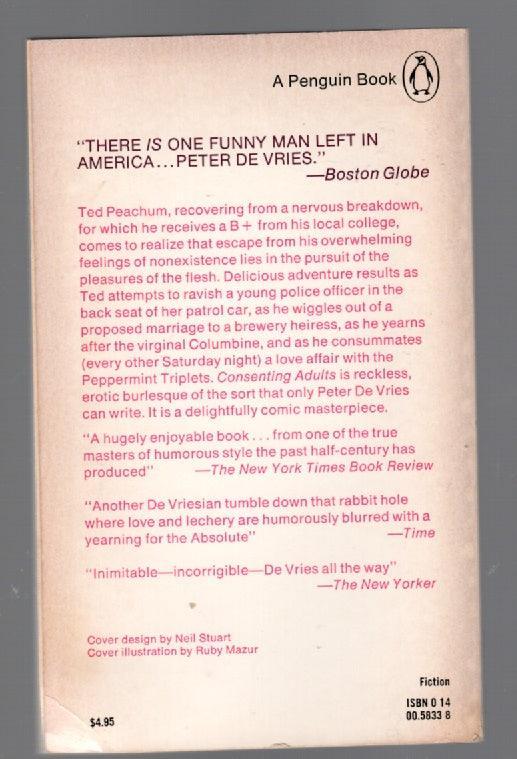 A Penguin Book
"THERE IS ONE FUNNY MAN LEFT IN
AMERICA...PETER DE VRIES."
—Boston Globe
Ted Peachum, recovering from a nervous breakdown,
for which he receives a B+ from his local college,
comes to realize that escape from his overwhelming
feelings of nonexistence lies in the pursuit of the
pleasures of the flesh. Delicious adventure results as
Ted attempts to ravish a young police officer in the
back seat of her patrol car, as he wiggles out of a
proposed marriage to a brewery heiress, as he yearns
after the virginal Columbine, and as he consummates
(every other Saturday night) a love affair with the
Peppermint Triplets. Consenting Adults is reckless,
erotic burlesque of the sort that only Peter De Vries
can write. It is a delightfully comic masterpiece.
"A hugely enjoyable book...from one of the true
masters of humorous style the past half-century has
produced" —The New York Times Book Review
"Another De Vriesian tumble down that rabbit hole
where love and lechery are humorously blurred with a
yearning for the Absolute" —Time
"Inimitable—incorrigible—De Vries all the way"
—The New Yorker
Cover design by Neil Stuart
Cover illustration by Ruby Mazur
Fiction
ISBN 0 14
00.5833 8
$4.95